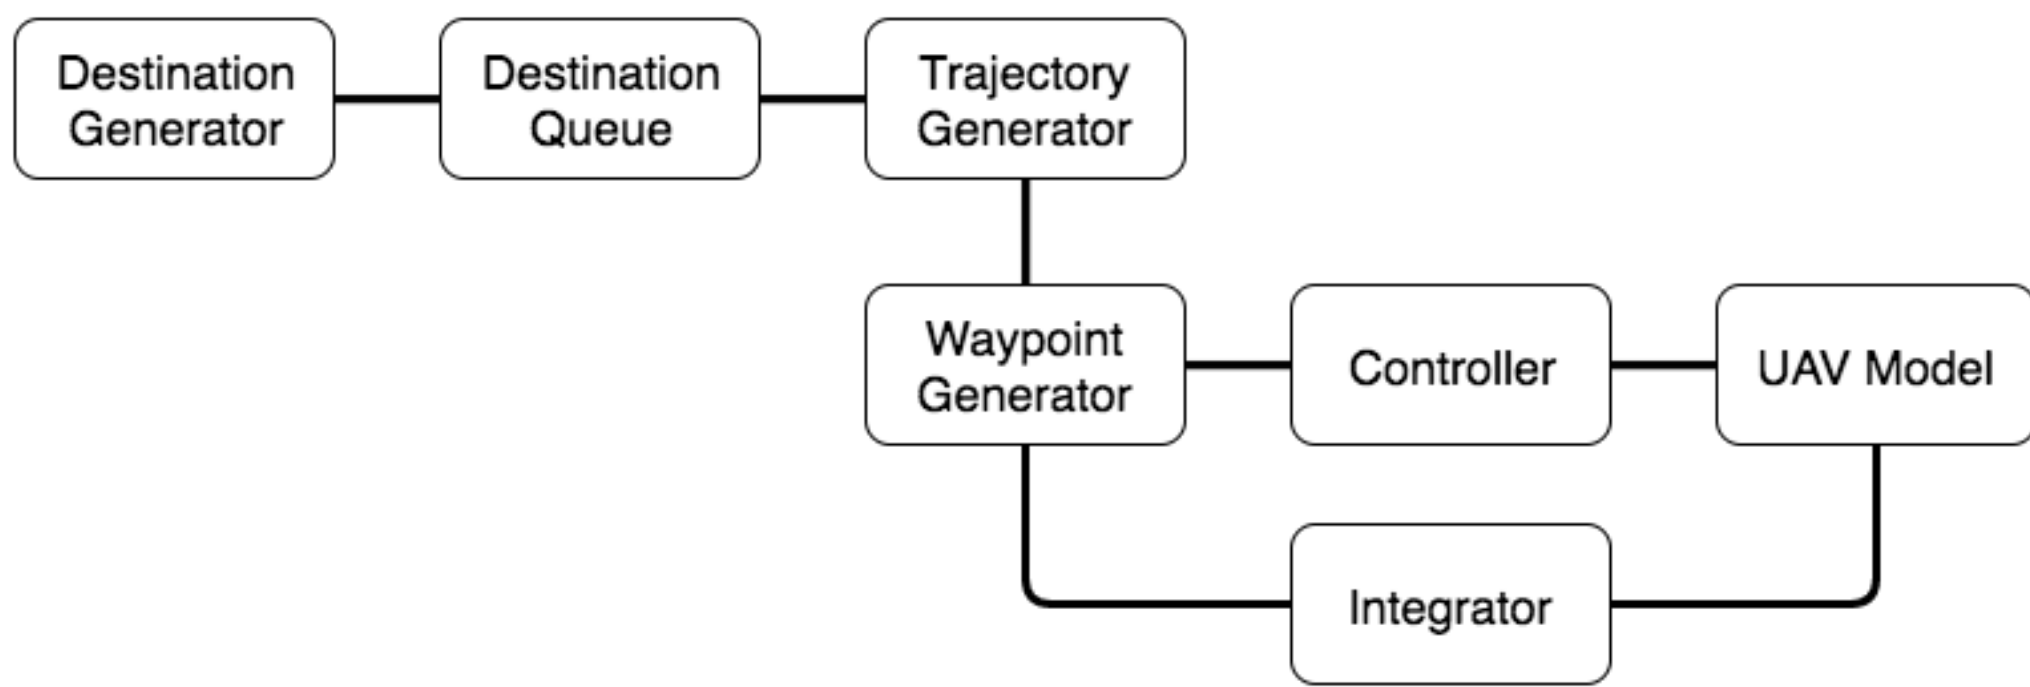 Destination
Generator
Destination
Queue
Trajectory
Generator
Waypoint
Generator
Controller
UAV Model
Integrator